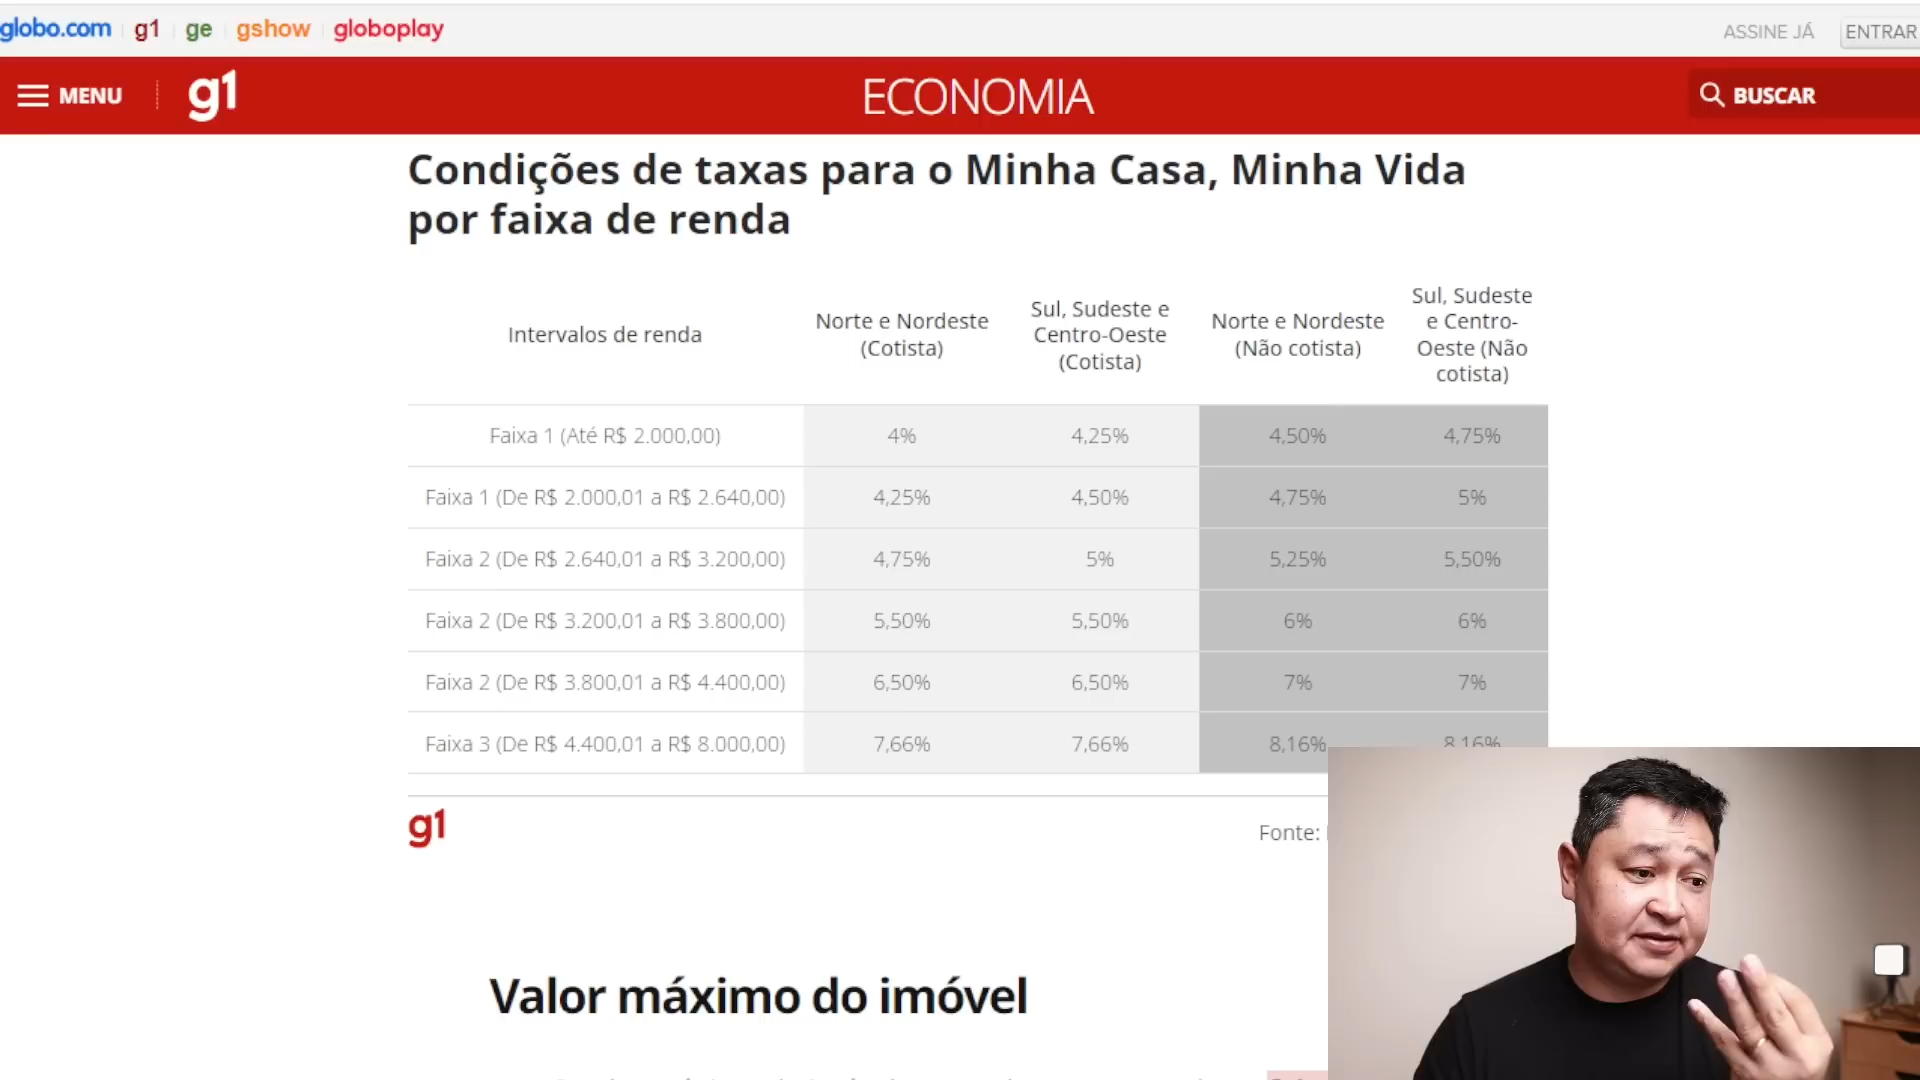 globo.com g1 ge gshow globoplay ASSINE JÁ ENTRAR
MENU g1 ECONOMIA BUSCAR
Condições de taxas para o Minha Casa, Minha Vida
por faixa de renda
Intervalos de renda
Norte e Nordeste
(Cotista)
Sul, Sudeste e
Centro-Oeste
(Cotista)
Norte e Nordeste
(Não cotista)
Sul, Sudeste
e Centro-
Oeste (Não
cotista)
Faixa 1 (Até R$ 2.000,00) 4% 4,25% 4,50% 4,75%
Faixa 1 (De R$ 2.000,01 a R$ 2.640,00) 4,25% 4,50% 4,75% 5%
Faixa 2 (De R$ 2.640,01 a R$ 3.200,00) 4,75% 5% 5,25% 5,50%
Faixa 2 (De R$ 3.200,01 a R$ 3.800,00) 5,50% 5,50% 6% 6%
Faixa 2 (De R$ 3.800,01 a R$ 4.400,00) 6,50% 6,50% 7% 7%
Faixa 3 (De R$ 4.400,01 a R$ 8.000,00) 7,66% 7,66% 8,16% 8,16%
g1 Fonte:
Valor máximo do imóvel